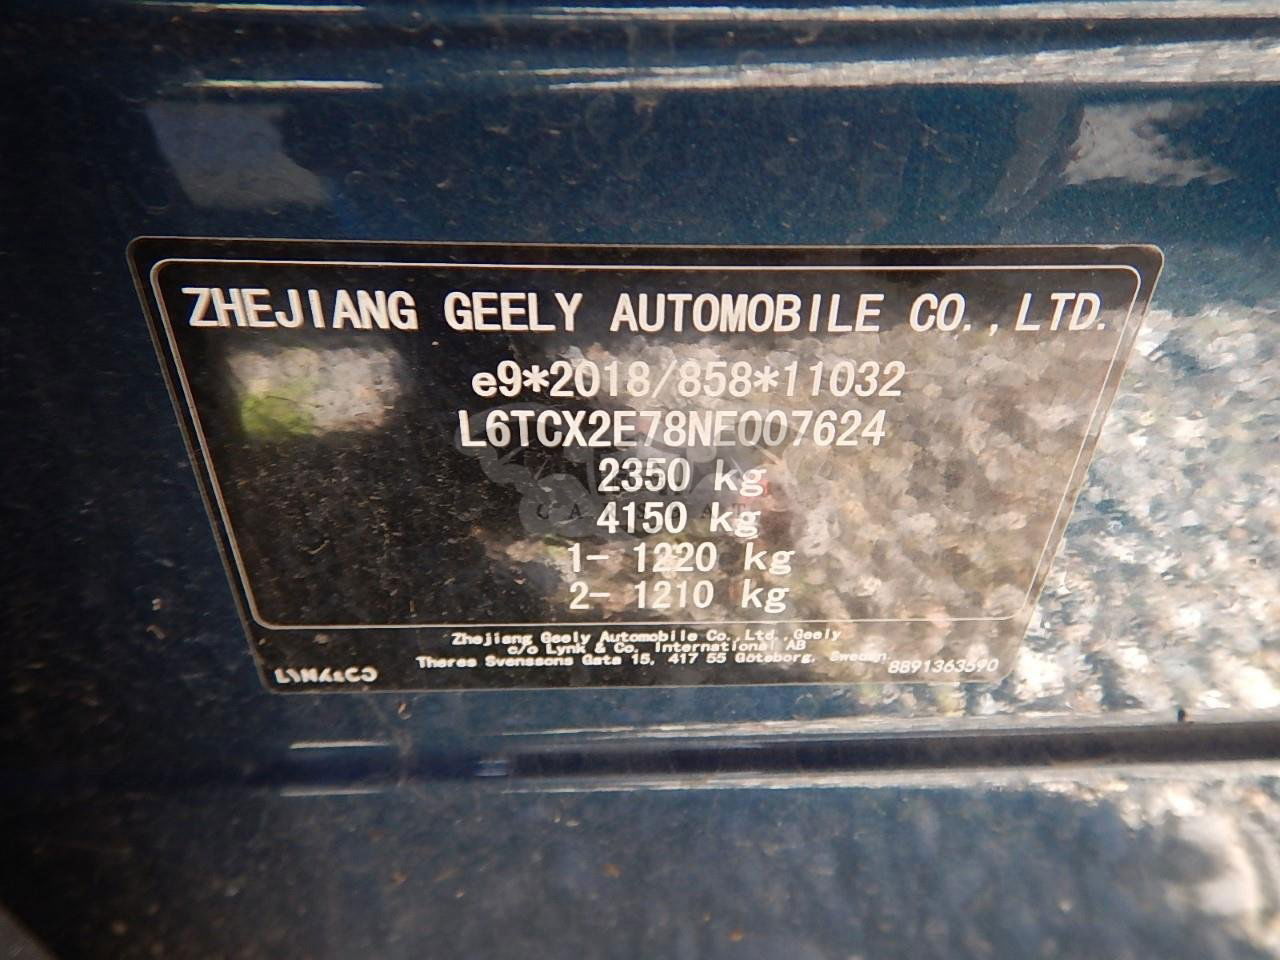 ZHEJIANG GEELY AUTOMOBILE CO.,LTD.
e9*2018/858*11032
L6TCX2E78NE007624
2350 kg
4150 kg
1- 1220 kg
2- 1210 kg
Zhejiang Geely Automobile Co.,Ltd.,Geely
c/o Lynk & Co. International AB
Theres Svenssons Gata 15, 417 55 Göteborg, Sweden.
LYNK&CO
8891363590